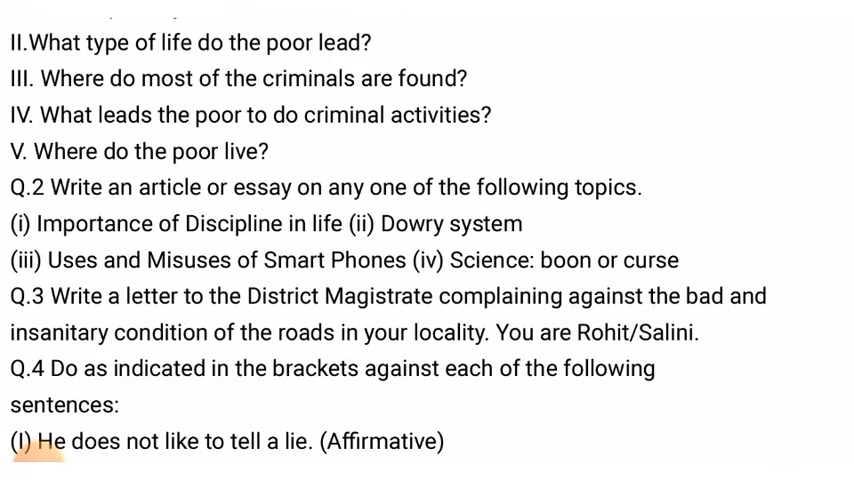 II.What type of life do the poor lead?
III. Where do most of the criminals are found?
IV. What leads the poor to do criminal activities?
V. Where do the poor live?
Q.2 Write an article or essay on any one of the following topics.
(i) Importance of Discipline in life (ii) Dowry system
(iii) Uses and Misuses of Smart Phones (iv) Science: boon or curse
Q.3 Write a letter to the District Magistrate complaining against the bad and
insanitary condition of the roads in your locality. You are Rohit/Salini.
Q.4 Do as indicated in the brackets against each of the following
sentences:
(I) He does not like to tell a lie. (Affirmative)